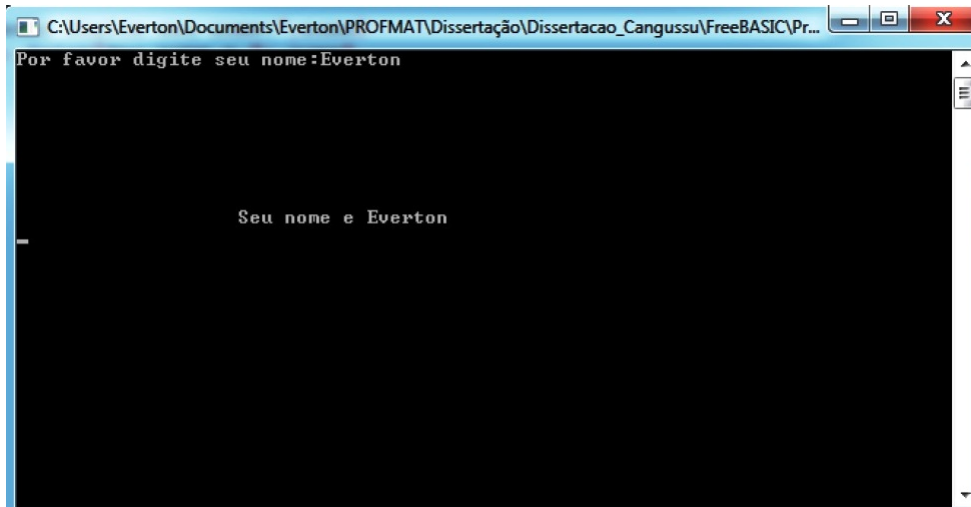 C:\Users\Everton\Documents\Everton\PROFMAT\Dissertação\Dissertacao_Cangussu\FreeBASIC\Pr...
Por favor digite seu nome:Everton
Seu nome e Everton